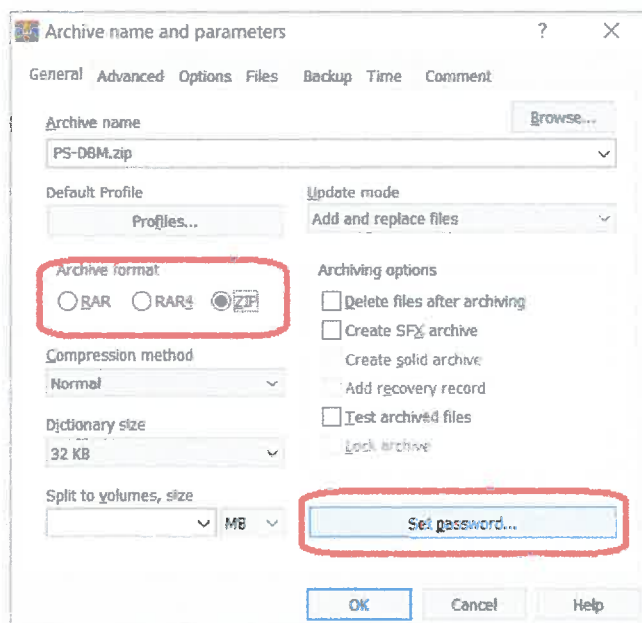 Archive name and parameters ? ×
General Advanced Options Files Backup Time Comment
Archive name
Browse...
PS-DBM.zip
Default Profile
Profiles...
Update mode
Add and replace files
Archive format
RAR RAR4 ZIP
Compression method
Normal
Dictionary size
32 KB
Split to volumes, size
MB
Archiving options
Delete files after archiving
Create SFX archive
Create solid archive
Add recovery record
Test archived files
Lock archive
Set password...
OK Cancel Help